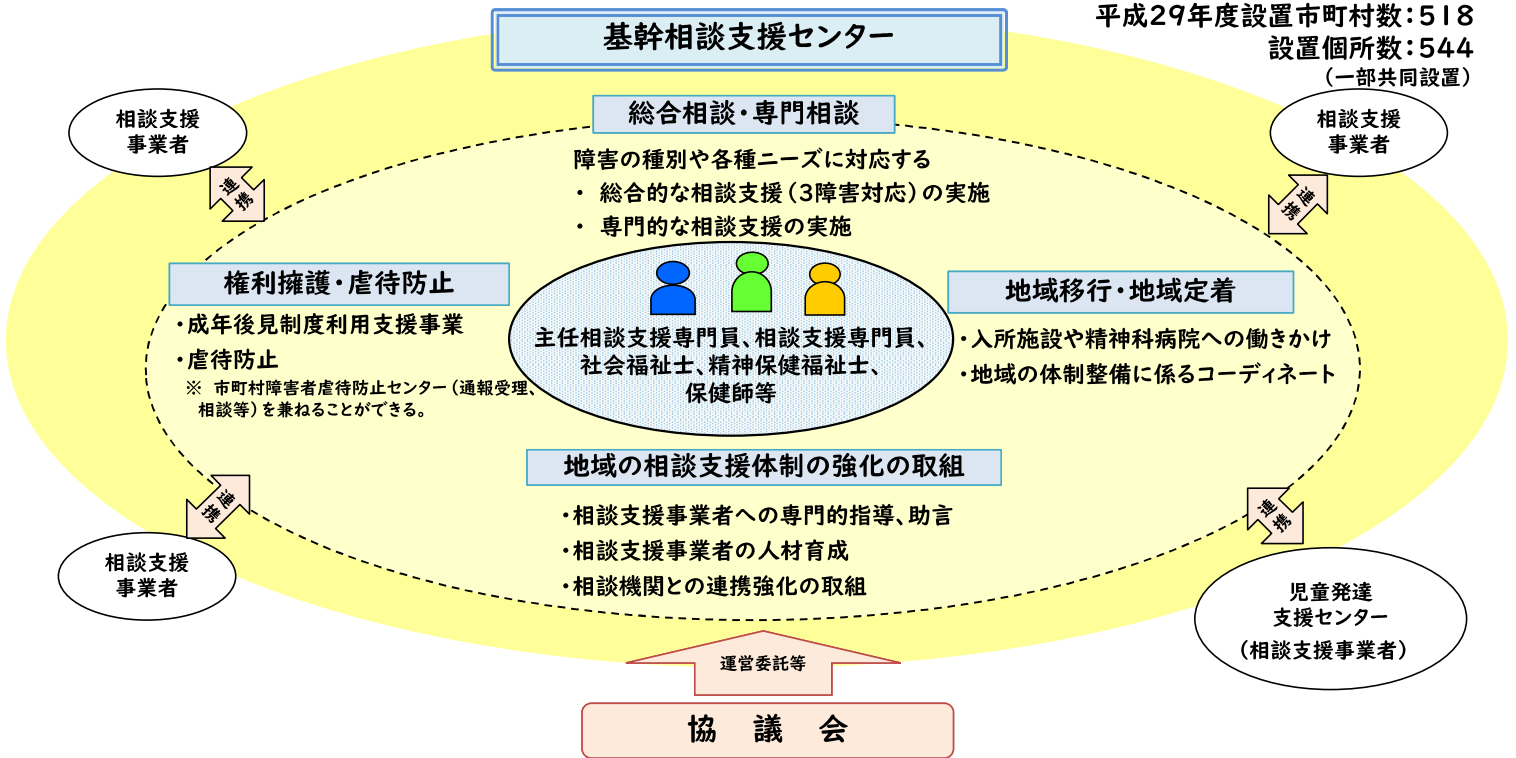 基幹相談支援センター
平成29年度設置市町村数：518
設置個所数：544
（一部共同設置）
相談支援
事業者
連携
相談支援
事業者
連携
総合相談・専門相談
障害の種別や各種ニーズに対応する
・ 総合的な相談支援（3障害対応）の実施
・ 専門的な相談支援の実施
権利擁護・虐待防止
・成年後見制度利用支援事業
・虐待防止
※ 市町村障害者虐待防止センター（通報受理、
相談等）を兼ねることができる。
主任相談支援専門員、相談支援専門員、
社会福祉士、精神保健福祉士、
保健師等
地域移行・地域定着
・入所施設や精神科病院への働きかけ
・地域の体制整備に係るコーディネート
地域の相談支援体制の強化の取組
・相談支援事業者への専門的指導、助言
・相談支援事業者の人材育成
・相談機関との連携強化の取組
連携
相談支援
事業者
連携
児童発達
支援センター
（相談支援事業者）
運営委託等
協 議 会